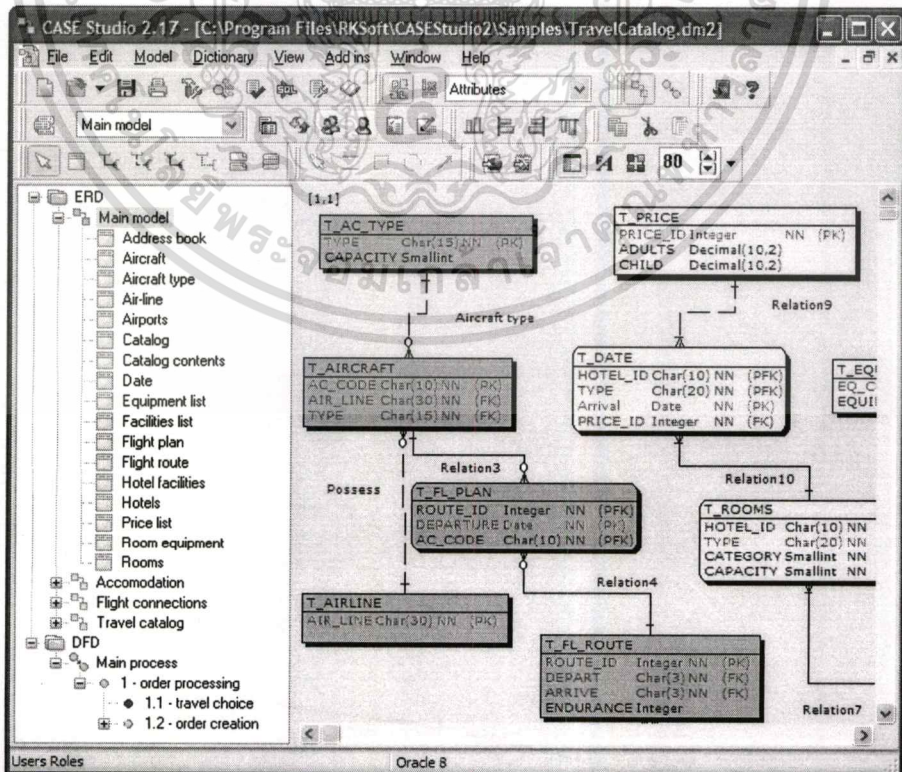 CASE Studio 2.17 - [C:\Program Files\RKSoft\CASEStudio2\Samples\TravelCatalog.dm2]
File Edit Model Dictionary View Add ins Window Help
Attributes
Main model
80
ERD
Main model
Address book
Aircraft
Aircraft type
Air-line
Airports
Catalog
Catalog contents
Date
Equipment list
Facilities list
Flight plan
Flight route
Hotel facilities
Hotels
Price list
Room equipment
Rooms
Accomodation
Flight connections
Travel catalog
DFD
Main process
1 - order processing
1.1 - travel choice
1.2 - order creation
[1,1]
T_AC_TYPE
TYPE Char(15) NN (PK)
CAPACITY Smallint
Aircraft type
T_AIRCRAFT
AC_CODE Char(10) NN (PK)
AIR_LINE Char(30) NN (FK)
TYPE Char(15) NN (FK)
Relation3
Possess
T_FL_PLAN
ROUTE_ID Integer NN (PFK)
DEPARTURE Date NN (PK)
AC_CODE Char(10) NN (PFK)
Relation4
T_AIRLINE
AIR_LINE Char(30) NN (PK)
T_FL_ROUTE
ROUTE_ID Integer NN (PK)
DEPART Char(3) NN (FK)
ARRIVE Char(3) NN (FK)
ENDURANCE Integer
T_PRICE
PRICE_ID Integer NN (PK)
ADULTS Decimal(10,2)
CHILD Decimal(10,2)
Relation9
T_DATE
HOTEL_ID Char(10) NN (PFK)
TYPE Char(20) NN (PFK)
Arrival Date NN (PK)
PRICE_ID Integer NN (FK)
T_EQU
EQ_C
EQUI
Relation10
T_ROOMS
HOTEL_ID Char(10) NN
TYPE Char(20) NN
CATEGORY Smallint NN
CAPACITY Smallint NN
Relation7
Users Roles
Oracle 8